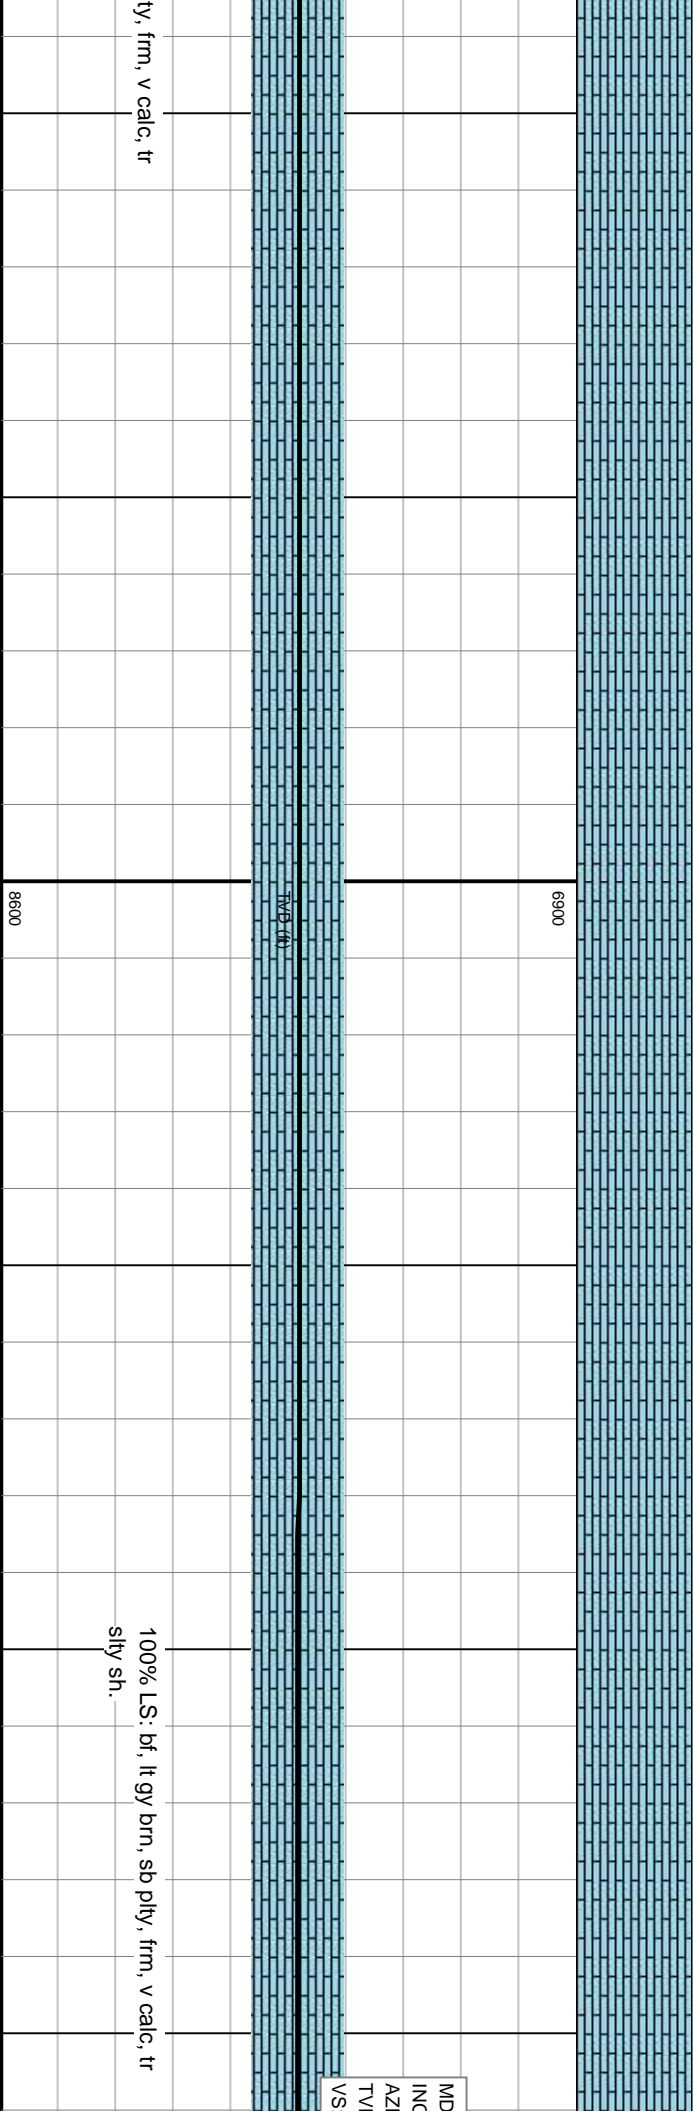 ty, frm, v calc, tr
6900
TVD (ft)
8600
100% LS: bf, lt gy brn, sb plty, frm, v calc, tr
slty sh.
MD
INC
AZI
TV
VS